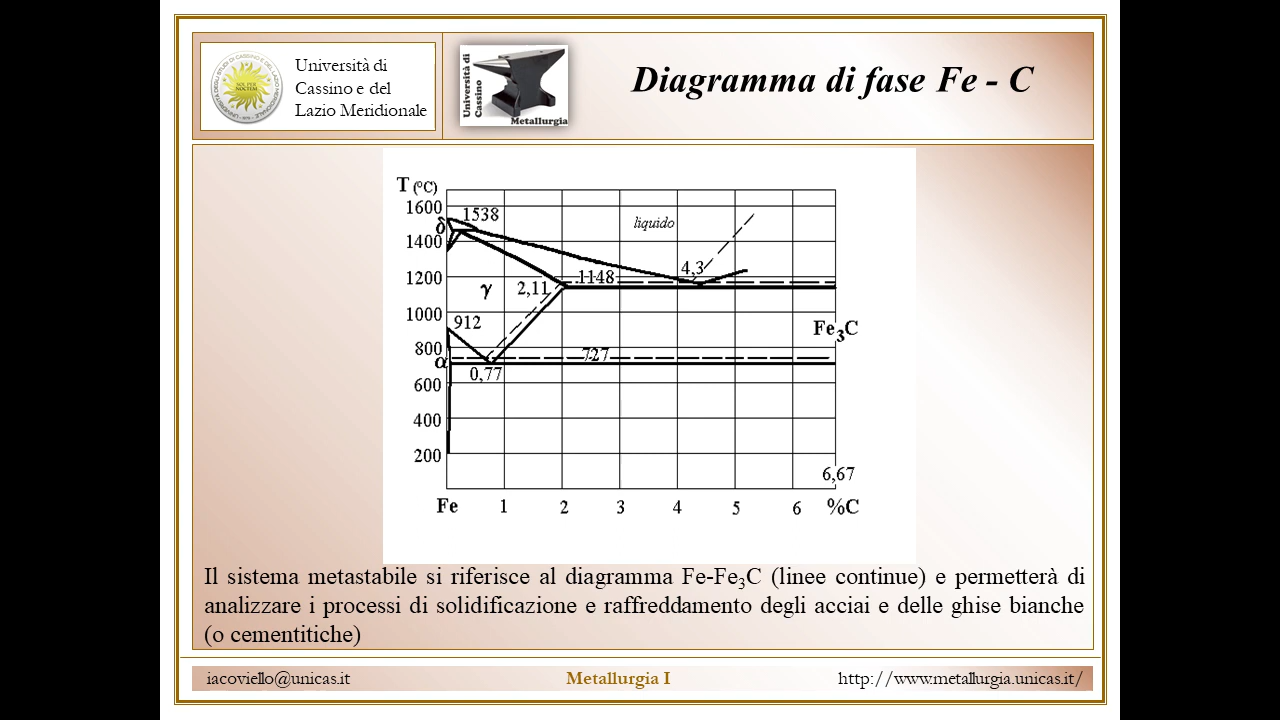 Università di
Cassino e del
Lazio Meridionale
Università di
Cassino
Metallurgia
Diagramma di fase Fe - C
T (°C)
1600
1538
δ
liquido
1400
4,3
1200
1148
γ
2,11
1000
912
Fe₃C
800
727
α
0,77
600
400
200
6,67
Fe 1 2 3 4 5 6 %C
Il sistema metastabile si riferisce al diagramma Fe-Fe₃C (linee continue) e permetterà di
analizzare i processi di solidificazione e raffreddamento degli acciai e delle ghise bianche
(o cementitiche)
iacoviello@unicas.it Metallurgia I http://www.metallurgia.unicas.it/